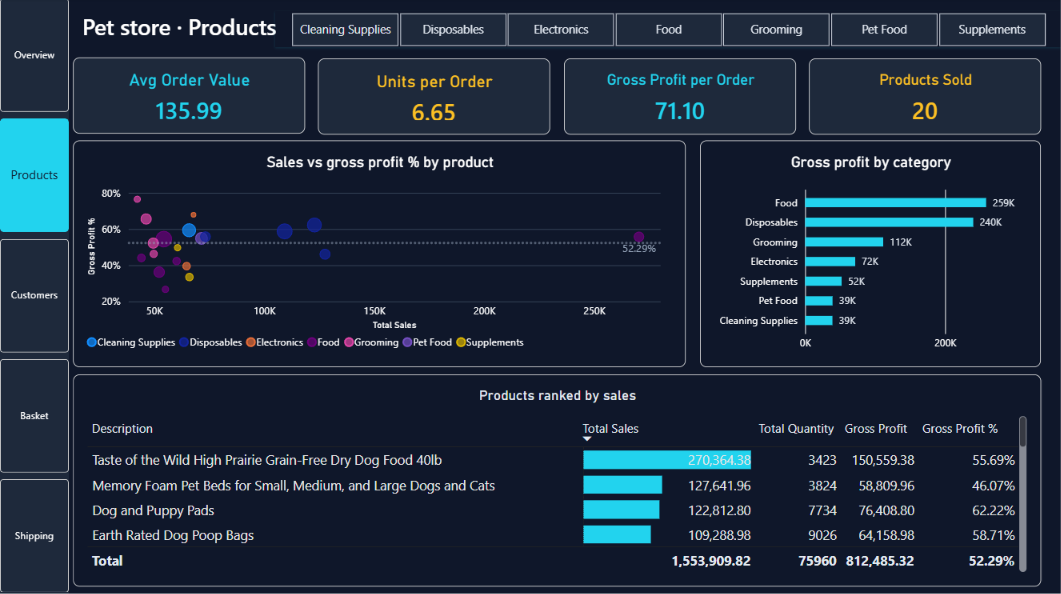 Pet store · Products
Cleaning Supplies
Disposables
Electronics
Food
Grooming
Pet Food
Supplements
Overview
Products
Customers
Basket
Shipping
Avg Order Value
135.99
Units per Order
6.65
Gross Profit per Order
71.10
Products Sold
20
Sales vs gross profit % by product
Gross Profit %
80%
60%
40%
20%
52.29%
50K 100K 150K 200K 250K
Total Sales
Cleaning Supplies Disposables Electronics Food Grooming Pet Food Supplements
Gross profit by category
Food 259K
Disposables 240K
Grooming 112K
Electronics 72K
Supplements 52K
Pet Food 39K
Cleaning Supplies 39K
0K 200K
Products ranked by sales
Description Total Sales Total Quantity Gross Profit Gross Profit %
Taste of the Wild High Prairie Grain-Free Dry Dog Food 40lb 270,364.38 3423 150,559.38 55.69%
Memory Foam Pet Beds for Small, Medium, and Large Dogs and Cats 127,641.96 3824 58,809.96 46.07%
Dog and Puppy Pads 122,812.80 7734 76,408.80 62.22%
Earth Rated Dog Poop Bags 109,288.98 9026 64,158.98 58.71%
Total 1,553,909.82 75960 812,485.32 52.29%